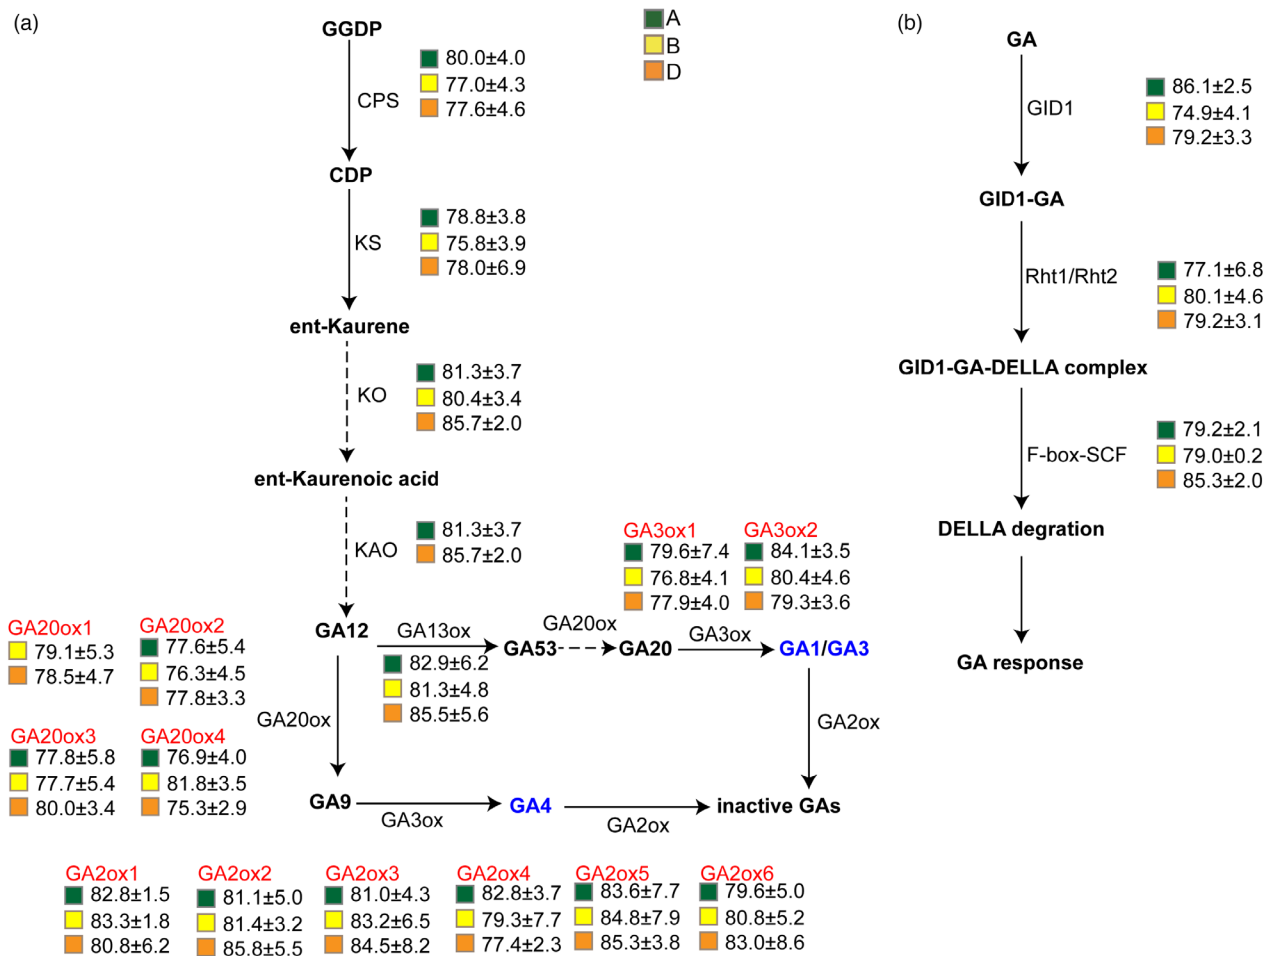 (a)
GGDP
A
B
D
80.0±4.0
77.0±4.3
77.6±4.6
CPS
CDP
78.8±3.8
75.8±3.9
78.0±6.9
KS
ent-Kaurene
81.3±3.7
80.4±3.4
85.7±2.0
KO
ent-Kaurenoic acid
81.3±3.7
85.7±2.0
KAO
GA3ox1
79.6±7.4
76.8±4.1
77.9±4.0
GA3ox2
84.1±3.5
80.4±4.6
79.3±3.6
GA20ox1
79.1±5.3
78.5±4.7
GA20ox2
77.6±5.4
76.3±4.5
77.8±3.3
GA12
GA13ox
82.9±6.2
81.3±4.8
85.5±5.6
GA53
GA20ox
GA20
GA3ox
GA1/GA3
GA20ox
GA2ox
GA20ox3
77.8±5.8
77.7±5.4
80.0±3.4
GA20ox4
76.9±4.0
81.8±3.5
75.3±2.9
GA9
GA3ox
GA4
GA2ox
inactive GAs
GA2ox1
82.8±1.5
83.3±1.8
80.8±6.2
GA2ox2
81.1±5.0
81.4±3.2
85.8±5.5
GA2ox3
81.0±4.3
83.2±6.5
84.5±8.2
GA2ox4
82.8±3.7
79.3±7.7
77.4±2.3
GA2ox5
83.6±7.7
84.8±7.9
85.3±3.8
GA2ox6
79.6±5.0
80.8±5.2
83.0±8.6
(b)
GA
GID1
86.1±2.5
74.9±4.1
79.2±3.3
GID1-GA
Rht1/Rht2
77.1±6.8
80.1±4.6
79.2±3.1
GID1-GA-DELLA complex
F-box-SCF
79.2±2.1
79.0±0.2
85.3±2.0
DELLA degration
GA response